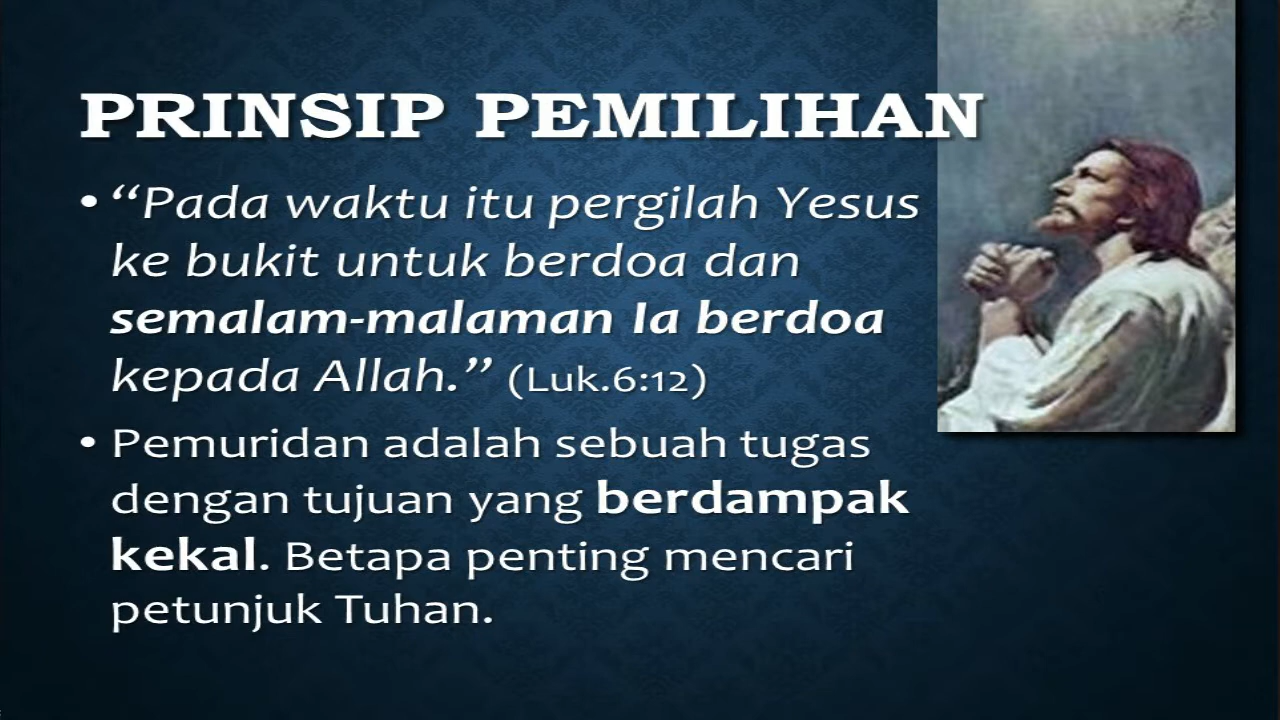 PRINSIP PEMILIHAN
• “Pada waktu itu pergilah Yesus
ke bukit untuk berdoa dan
semalam-malaman Ia berdoa
kepada Allah.” (Luk.6:12)
• Pemuridan adalah sebuah tugas
dengan tujuan yang berdampak
kekal. Betapa penting mencari
petunjuk Tuhan.